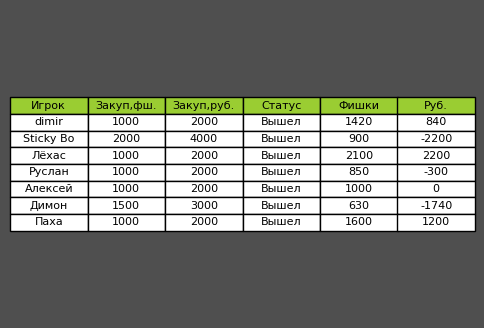 Игрок Закуп,фш. Закуп,руб. Статус Фишки Руб.
dimir 1000 2000 Вышел 1420 840
Sticky Bo 2000 4000 Вышел 900 -2200
Лёхас 1000 2000 Вышел 2100 2200
Руслан 1000 2000 Вышел 850 -300
Алексей 1000 2000 Вышел 1000 0
Димон 1500 3000 Вышел 630 -1740
Паха 1000 2000 Вышел 1600 1200